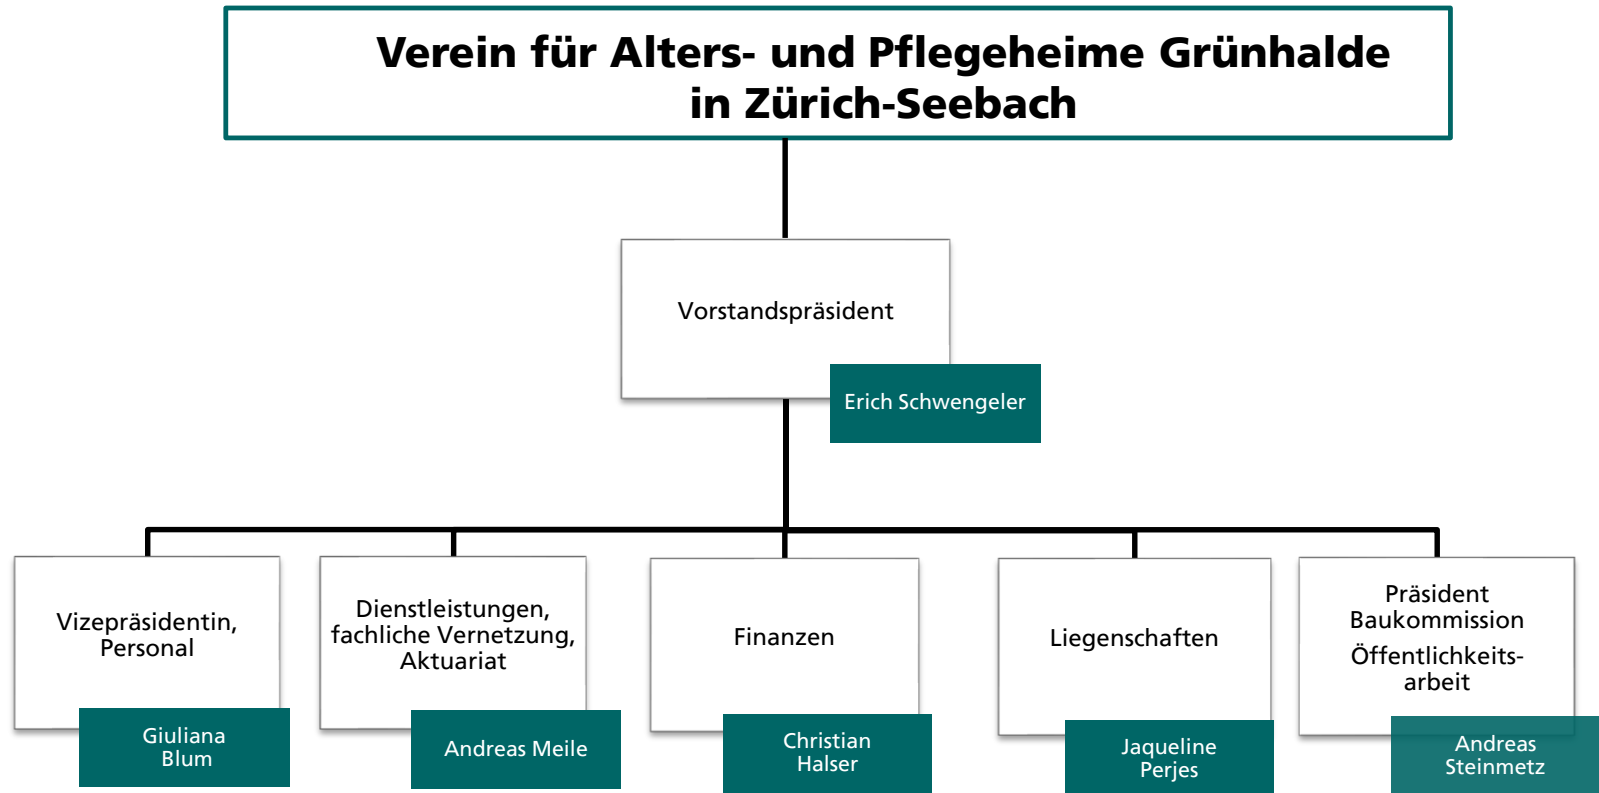 Verein für Alters- und Pflegeheime Grünhalde
in Zürich-Seebach
Vorstandspräsident
Erich Schwengeler
Vizepräsidentin,
Personal
Giuliana
Blum
Dienstleistungen,
fachliche Vernetzung,
Aktuariat
Andreas Meile
Finanzen
Christian
Halser
Liegenschaften
Jaqueline
Perjes
Präsident
Baukommission
Öffentlichkeits-
arbeit
Andreas
Steinmetz